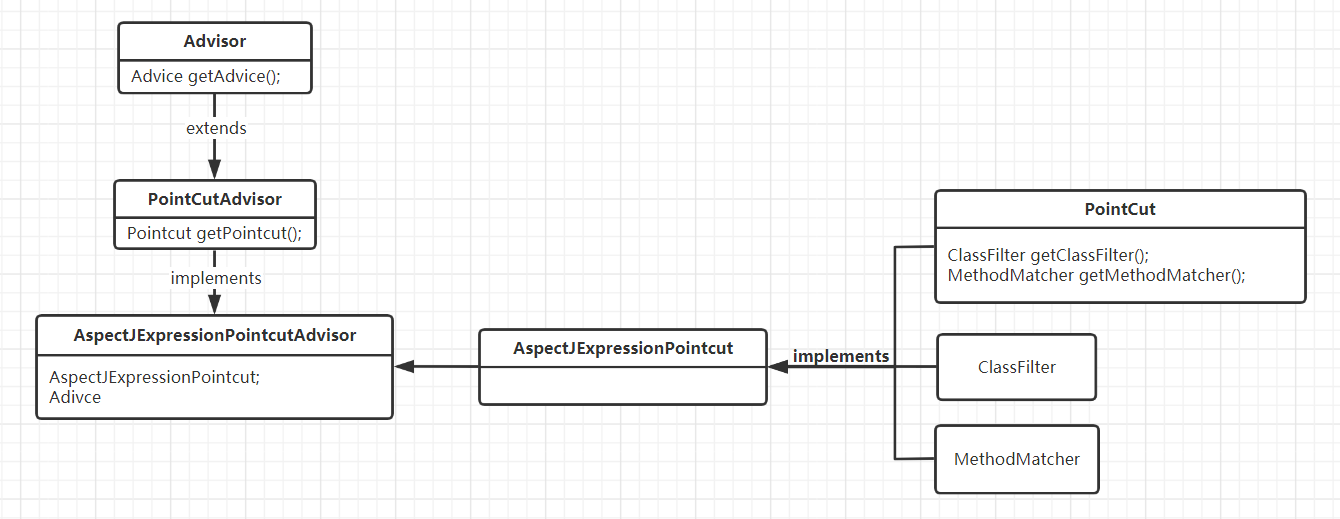 Advisor
Advice getAdvice();
extends
PointCutAdvisor
Pointcut getPointcut();
implements
AspectJExpressionPointcutAdvisor
AspectJExpressionPointcut;
Adivce
AspectJExpressionPointcut
implements
PointCut
ClassFilter getClassFilter();
MethodMatcher getMethodMatcher();
ClassFilter
MethodMatcher